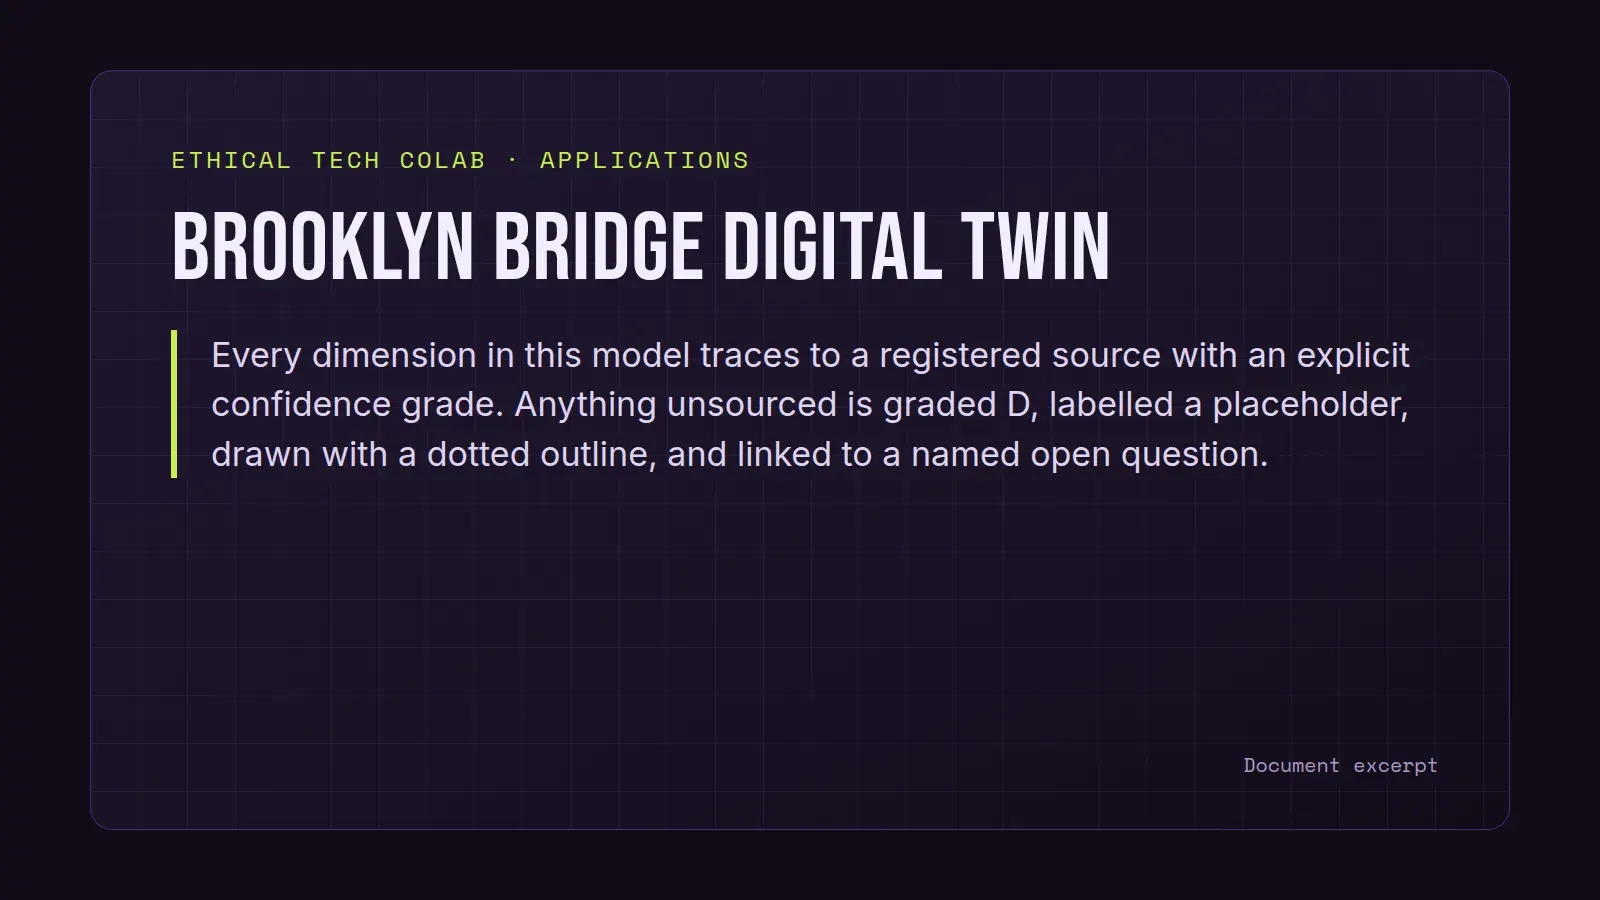 ETHICAL TECH COLAB · APPLICATIONS
BROOKLYN BRIDGE DIGITAL TWIN
Every dimension in this model traces to a registered source with an explicit
confidence grade. Anything unsourced is graded D, labelled a placeholder,
drawn with a dotted outline, and linked to a named open question.
Document excerpt